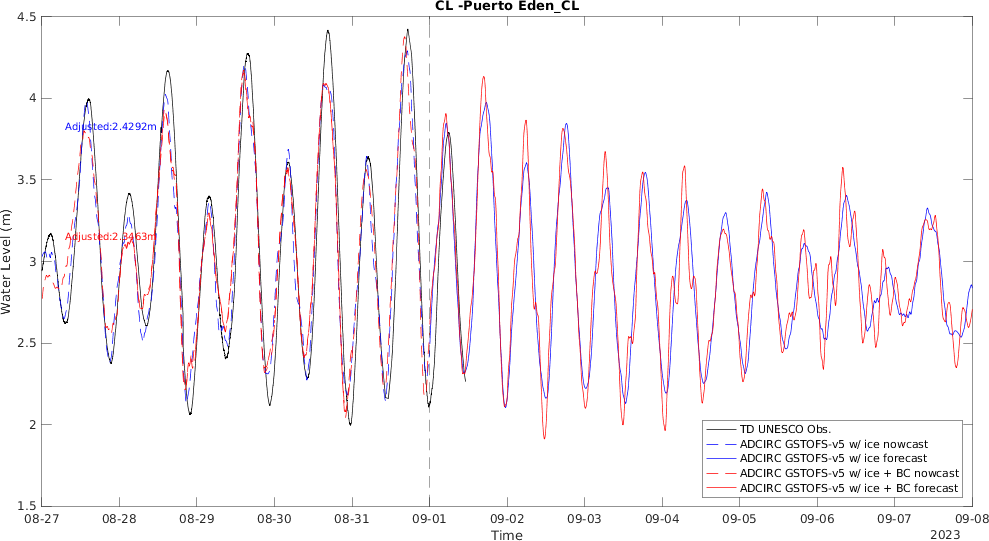 CL -Puerto Eden_CL
4.5
4
3.5
3
2.5
2
1.5
Water Level (m)
Adjusted:2.4292m
Adjusted:2.3463m
TD UNESCO Obs.
ADCIRC GSTOFS-v5 w/ ice nowcast
ADCIRC GSTOFS-v5 w/ ice forecast
ADCIRC GSTOFS-v5 w/ ice + BC nowcast
ADCIRC GSTOFS-v5 w/ ice + BC forecast
08-27 08-28 08-29 08-30 08-31 09-01 09-02 09-03 09-04 09-05 09-06 09-07 09-08
Time
2023